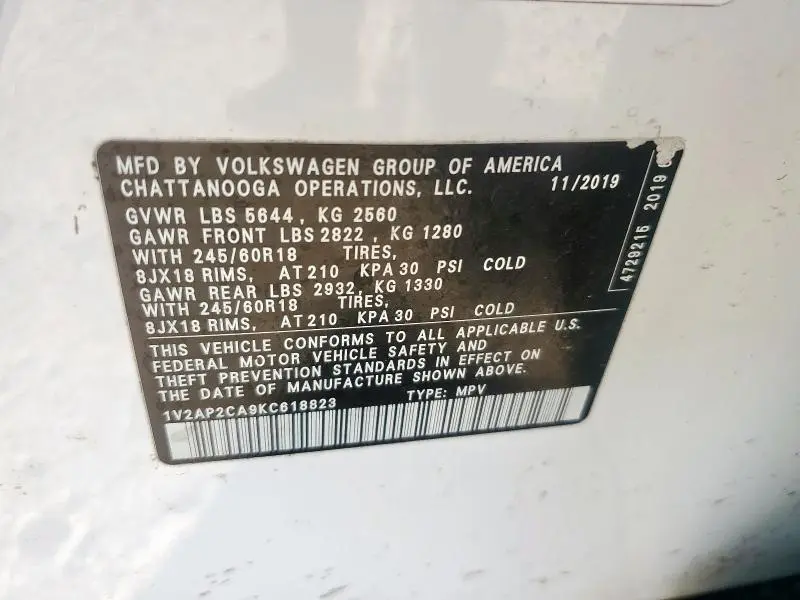 MFD BY VOLKSWAGEN GROUP OF AMERICA
CHATTANOOGA OPERATIONS, LLC. 11/2019
GVWR LBS 5644, KG 2560
GAWR FRONT LBS 2822, KG 1280
WITH 245/60R18 TIRES,
8JX18 RIMS, AT 210 KPA 30 PSI COLD
GAWR REAR LBS 2932, KG 1330
WITH 245/60R18 TIRES,
8JX18 RIMS, AT 210 KPA 30 PSI COLD
THIS VEHICLE CONFORMS TO ALL APPLICABLE U.S.
FEDERAL MOTOR VEHICLE SAFETY AND
THEFT PREVENTION STANDARDS IN EFFECT ON
THE DATE OF MANUFACTURE SHOWN ABOVE.
1V2AP2CA9KC618823 TYPE: MPV
4729215 2019